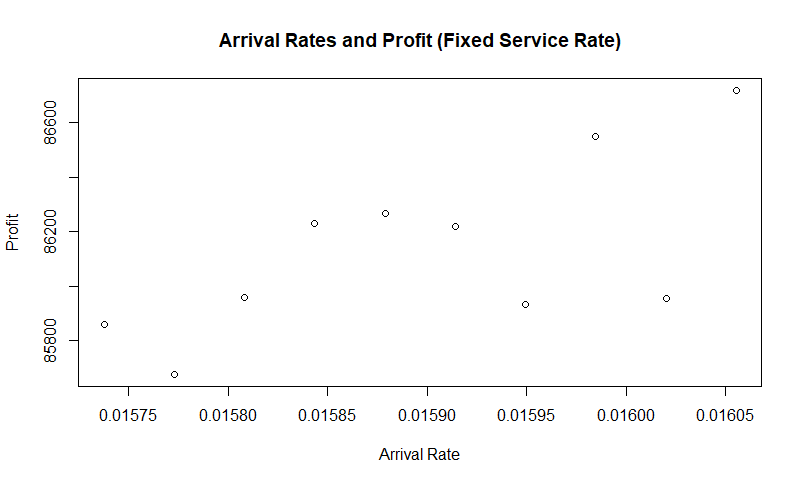 Arrival Rates and Profit (Fixed Service Rate)
86600
86200
85800
Profit
0.01575 0.01580 0.01585 0.01590 0.01595 0.01600 0.01605
Arrival Rate